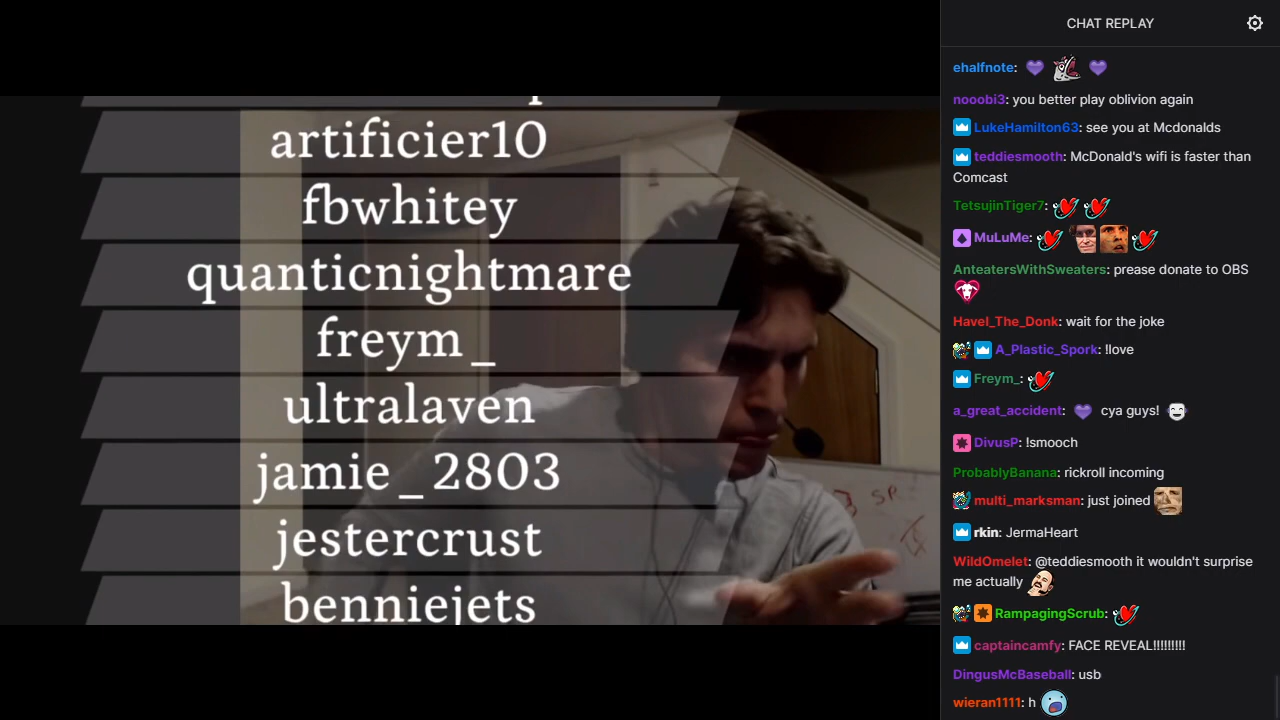 artificier10
fbwhitey
quanticnightmare
freym_
ultralaven
jamie_2803
jestercrust
benniejets
SP
CHAT REPLAY
ehalfnote:
nooobi3: you better play oblivion again
LukeHamilton63: see you at Mcdonalds
teddiesmooth: McDonald's wifi is faster than
Comcast
TetsujinTiger7:
MuLuMe:
AnteatersWithSweaters: prease donate to OBS
Havel_The_Donk: wait for the joke
A_Plastic_Spork: !love
Freym_:
a_great_accident: cya guys!
DivusP: !smooch
ProbablyBanana: rickroll incoming
multi_marksman: just joined
rkin: JermaHeart
WildOmelet: @teddiesmooth it wouldn't surprise
me actually
RampagingScrub:
captaincamfy: FACE REVEAL!!!!!!!!!
DingusMcBaseball: usb
wieran1111: h